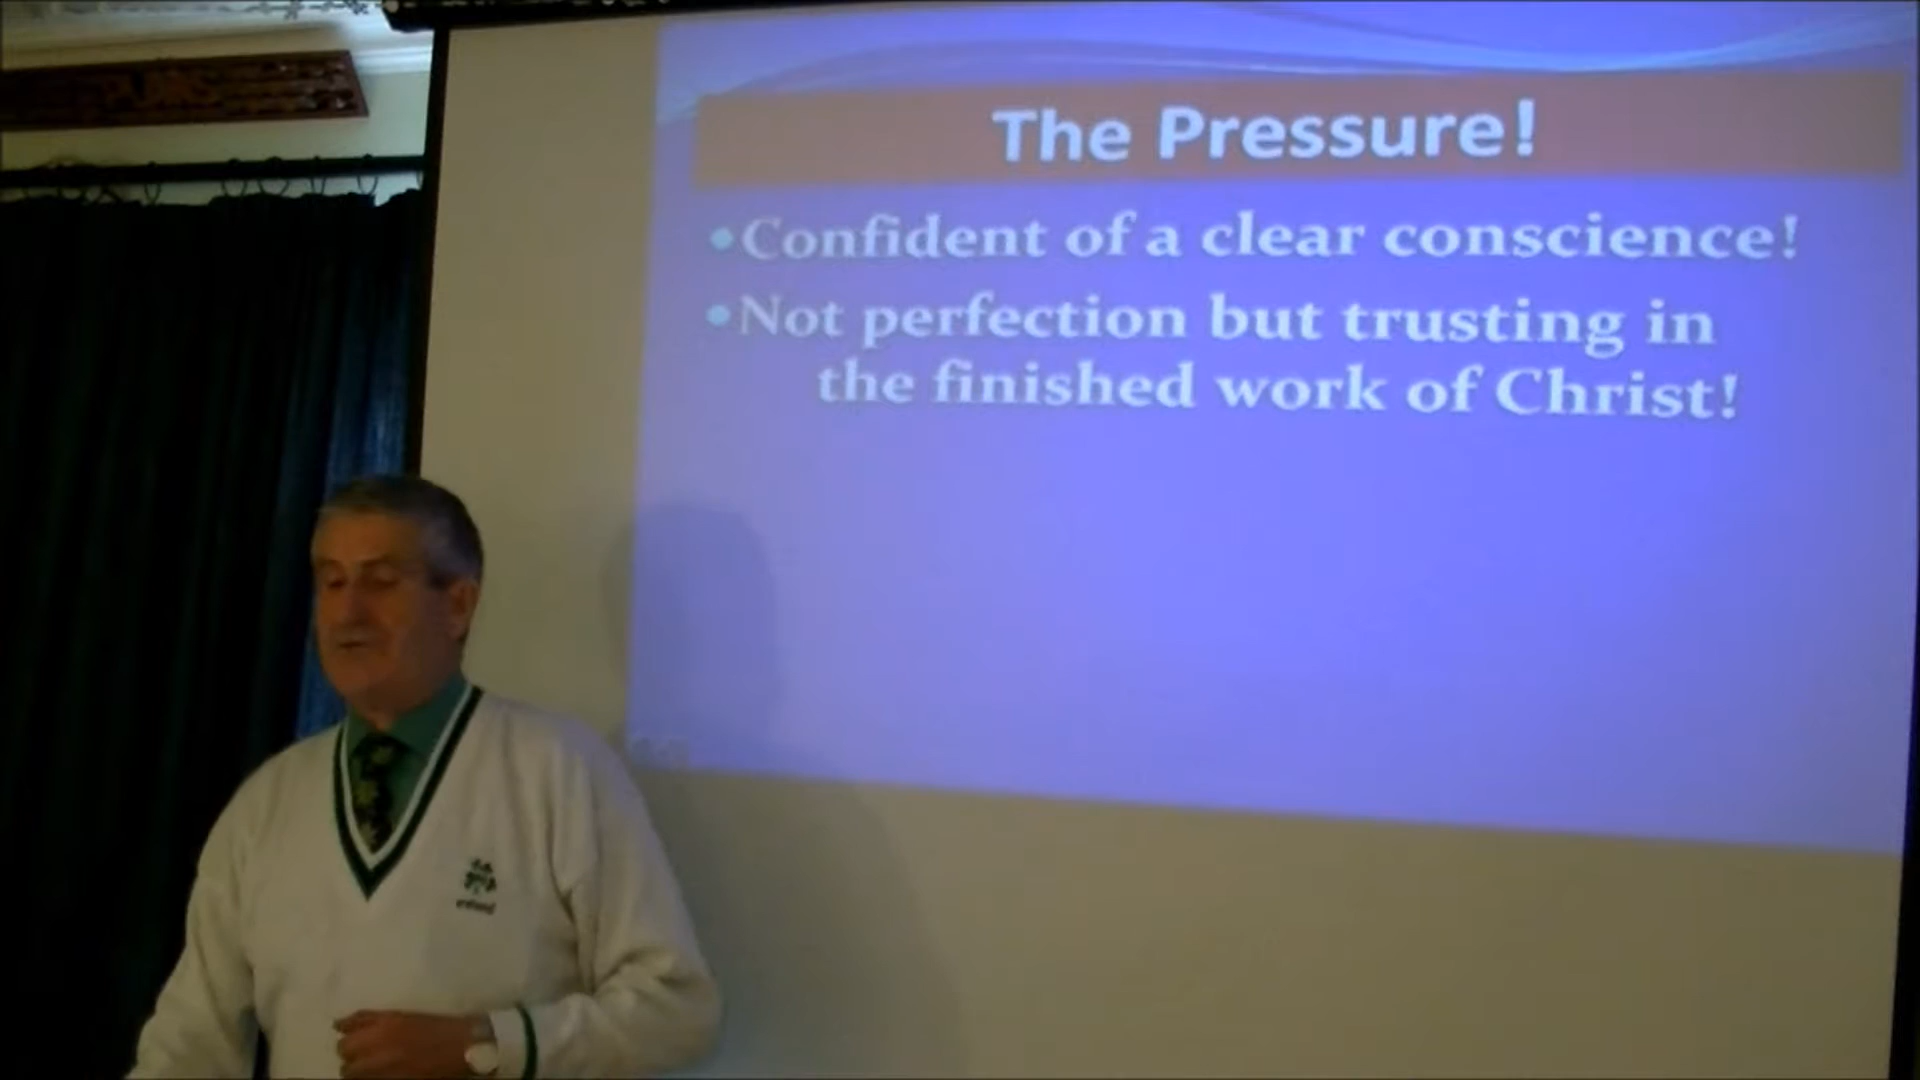 The Pressure!
•Confident of a clear conscience!
•Not perfection but trusting in
the finished work of Christ!